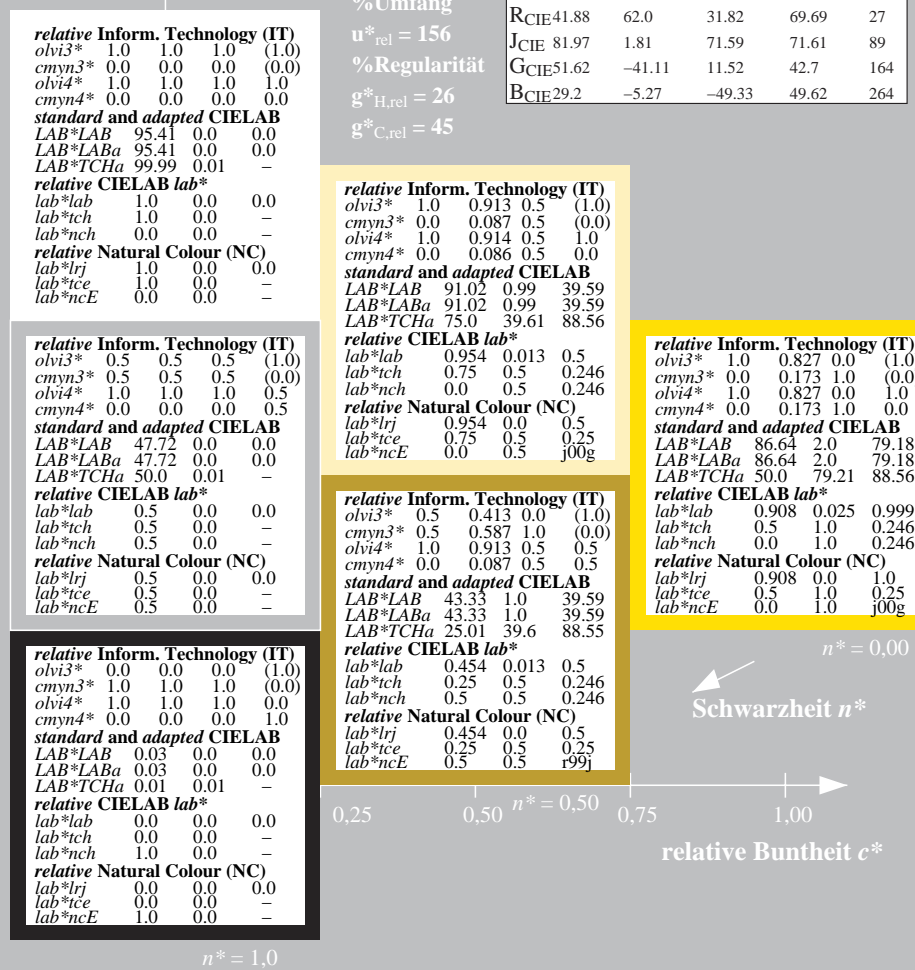 %Umfang
u*rel = 156
%Regularität
g*H,rel = 26
g*C,rel = 45
RCIE 41.88 62.0 31.82 69.69 27
JCIE 81.97 1.81 71.59 71.61 89
GCIE 51.62 −41.11 11.52 42.7 164
BCIE 29.2 −5.27 −49.33 49.62 264
relative Inform. Technology (IT)
olvi3* 1.0 1.0 1.0 (1.0)
cmyn3* 0.0 0.0 0.0 (0.0)
olvi4* 1.0 1.0 1.0 1.0
cmyn4* 0.0 0.0 0.0 0.0
standard and adapted CIELAB
LAB*LAB 95.41 0.0 0.0
LAB*LABa 95.41 0.0 0.0
LAB*TCHa 99.99 0.01 –
relative CIELAB lab*
lab*lab 1.0 0.0 0.0
lab*tch 1.0 0.0 –
lab*nch 0.0 0.0 –
relative Natural Colour (NC)
lab*lrj 1.0 0.0 0.0
lab*tce 1.0 0.0 –
lab*ncE 0.0 0.0 –
relative Inform. Technology (IT)
olvi3* 1.0 0.913 0.5 (1.0)
cmyn3* 0.0 0.087 0.5 (0.0)
olvi4* 1.0 0.914 0.5 1.0
cmyn4* 0.0 0.086 0.5 0.0
standard and adapted CIELAB
LAB*LAB 91.02 0.99 39.59
LAB*LABa 91.02 0.99 39.59
LAB*TCHa 75.0 39.61 88.56
relative CIELAB lab*
lab*lab 0.954 0.013 0.5
lab*tch 0.75 0.5 0.246
lab*nch 0.0 0.5 0.246
relative Natural Colour (NC)
lab*lrj 0.954 0.0 0.5
lab*tce 0.75 0.5 0.25
lab*ncE 0.0 0.5 j00g
relative Inform. Technology (IT)
olvi3* 0.5 0.5 0.5 (1.0)
cmyn3* 0.5 0.5 0.5 (0.0)
olvi4* 1.0 1.0 1.0 0.5
cmyn4* 0.0 0.0 0.0 0.5
standard and adapted CIELAB
LAB*LAB 47.72 0.0 0.0
LAB*LABa 47.72 0.0 0.0
LAB*TCHa 50.0 0.01 –
relative CIELAB lab*
lab*lab 0.5 0.0 0.0
lab*tch 0.5 0.0 –
lab*nch 0.5 0.0 –
relative Natural Colour (NC)
lab*lrj 0.5 0.0 0.0
lab*tce 0.5 0.0 –
lab*ncE 0.5 0.0 –
relative Inform. Technology (IT)
olvi3* 1.0 0.827 0.0 (1.0
cmyn3* 0.0 0.173 1.0 (0.0
olvi4* 1.0 0.827 0.0 1.0
cmyn4* 0.0 0.173 1.0 0.0
standard and adapted CIELAB
LAB*LAB 86.64 2.0 79.18
LAB*LABa 86.64 2.0 79.18
LAB*TCHa 50.0 79.21 88.56
relative CIELAB lab*
lab*lab 0.908 0.025 0.999
lab*tch 0.5 1.0 0.246
lab*nch 0.0 1.0 0.246
relative Natural Colour (NC)
lab*lrj 0.908 0.0 1.0
lab*tce 0.5 1.0 0.25
lab*ncE 0.0 1.0 j00g
relative Inform. Technology (IT)
olvi3* 0.5 0.413 0.0 (1.0)
cmyn3* 0.5 0.587 1.0 (0.0)
olvi4* 1.0 0.913 0.5 0.5
cmyn4* 0.0 0.087 0.5 0.5
standard and adapted CIELAB
LAB*LAB 43.33 1.0 39.59
LAB*LABa 43.33 1.0 39.59
LAB*TCHa 25.01 39.6 88.55
relative CIELAB lab*
lab*lab 0.454 0.013 0.5
lab*tch 0.25 0.5 0.246
lab*nch 0.5 0.5 0.246
relative Natural Colour (NC)
lab*lrj 0.454 0.0 0.5
lab*tce 0.25 0.5 0.25
lab*ncE 0.5 0.5 r99j
relative Inform. Technology (IT)
olvi3* 0.0 0.0 0.0 (1.0)
cmyn3* 1.0 1.0 1.0 (0.0)
olvi4* 1.0 1.0 1.0 0.0
cmyn4* 0.0 0.0 0.0 1.0
standard and adapted CIELAB
LAB*LAB 0.03 0.0 0.0
LAB*LABa 0.03 0.0 0.0
LAB*TCHa 0.01 0.01 –
relative CIELAB lab*
lab*lab 0.0 0.0 0.0
lab*tch 0.0 0.0 –
lab*nch 1.0 0.0 –
relative Natural Colour (NC)
lab*lrj 0.0 0.0 0.0
lab*tce 0.0 0.0 –
lab*ncE 1.0 0.0 –
n* = 0,00
Schwarzheit n*
0,25 0,50 n* = 0,50 0,75 1,00
relative Buntheit c*
n* = 1,0